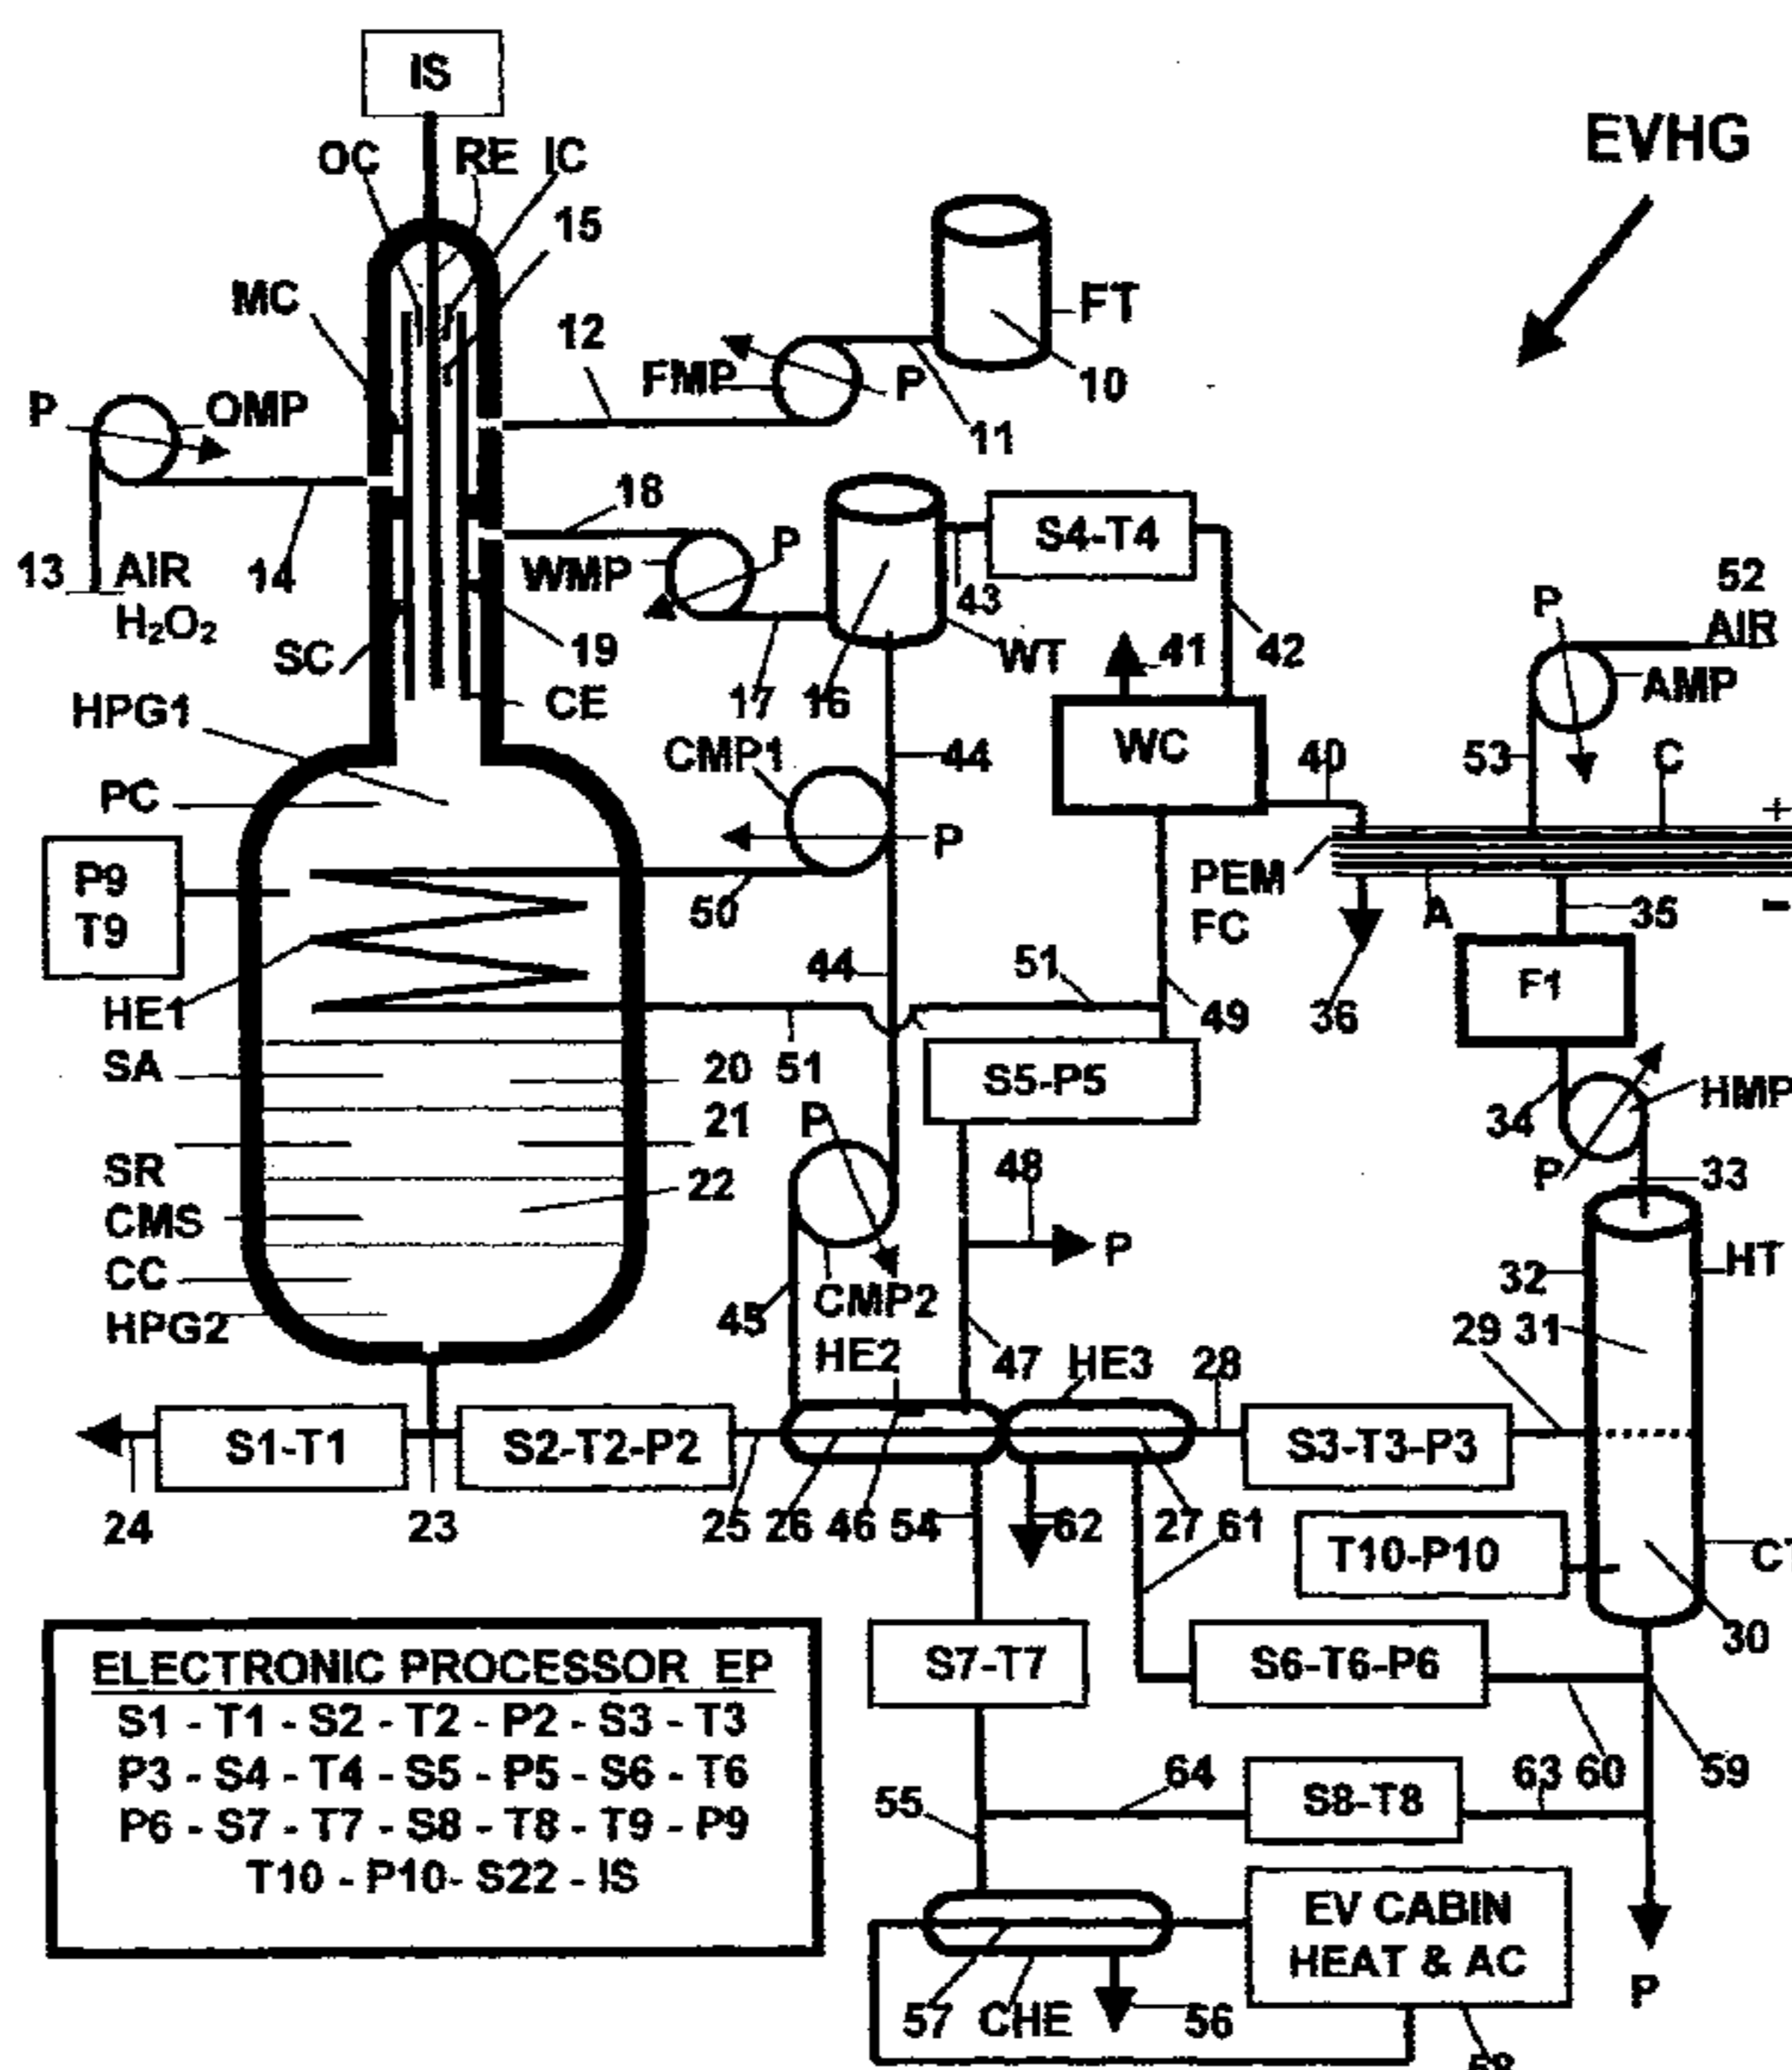 IS
OC RE IC
15
EVHG
MC
12
FT
FMP P
10
P OMP
11
18
S4-T4
13 AIR
H₂O₂
14
WMP P
43
52
AIR
P
SC
19
WT
41
42
AMP
CE
17 16
HPG1
CMP1
44
WC
40
53
C
PC
P
+
P9
T9
50
PEM
FC
A
35
-
44
51
F1
HE1
49
36
SA
20 51
S5-P5
HMP
21
P
34
SR
48
P
33
22
CMS
P
CC
CMP2
32
HT
HPG2
45
29 31
HE2
47 HE3 28
S1-T1
S2-T2-P2
S3-T3-P3
24
23
25 26 46 54
62
27 61
T10-P10
30
ELECTRONIC PROCESSOR EP
S1 - T1 - S2 - T2 - P2 - S3 - T3
P3 - S4 - T4 - S5 - P5 - S6 - T6
P6 - S7 - T7 - S8 - T8 - T9 - P9
T10 - P10- S22 - IS
S7-T7
S6-T6-P6
64
63 60
59
55
S8-T8
EV CABIN
HEAT & AC
57 CHE
56
P